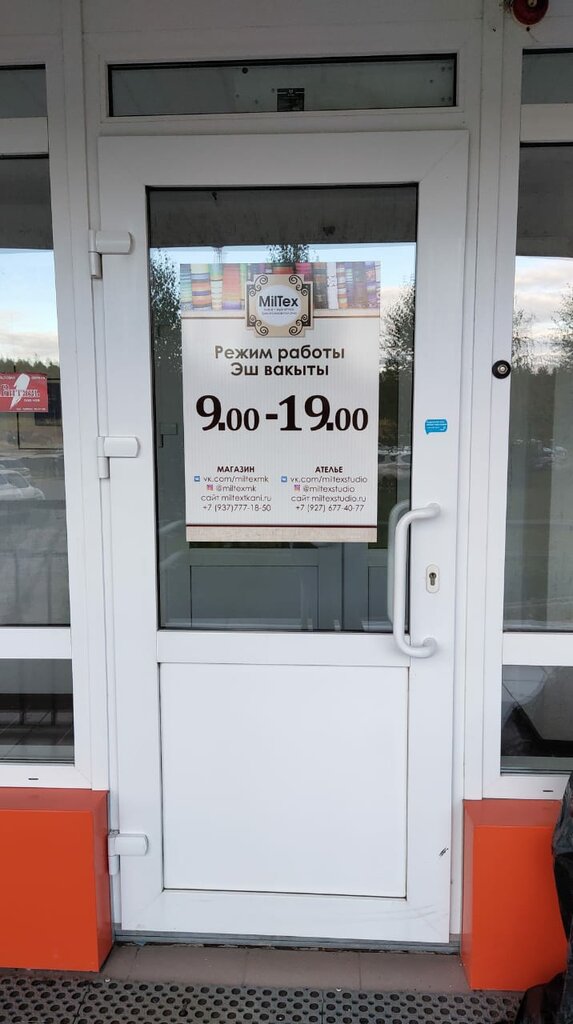 MilTex
Режим работы
Эш вакыты
9.00-19.00
МАГАЗИН
vk.com/miltexmk
@miltexmk
сайт miltextkani.ru
+7 (937)777-18-50
АТЕЛЬЕ
vk.com/miltexstudio
@miltexstudio
сайт miltexstudio.ru
+7 (927) 677-40-77